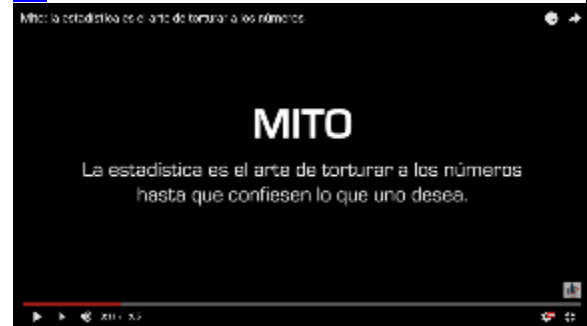 Mito: la estadística es el arte de torturar a los números
MITO
La estadística es el arte de torturar a los números
hasta que confiesen lo que uno desea.